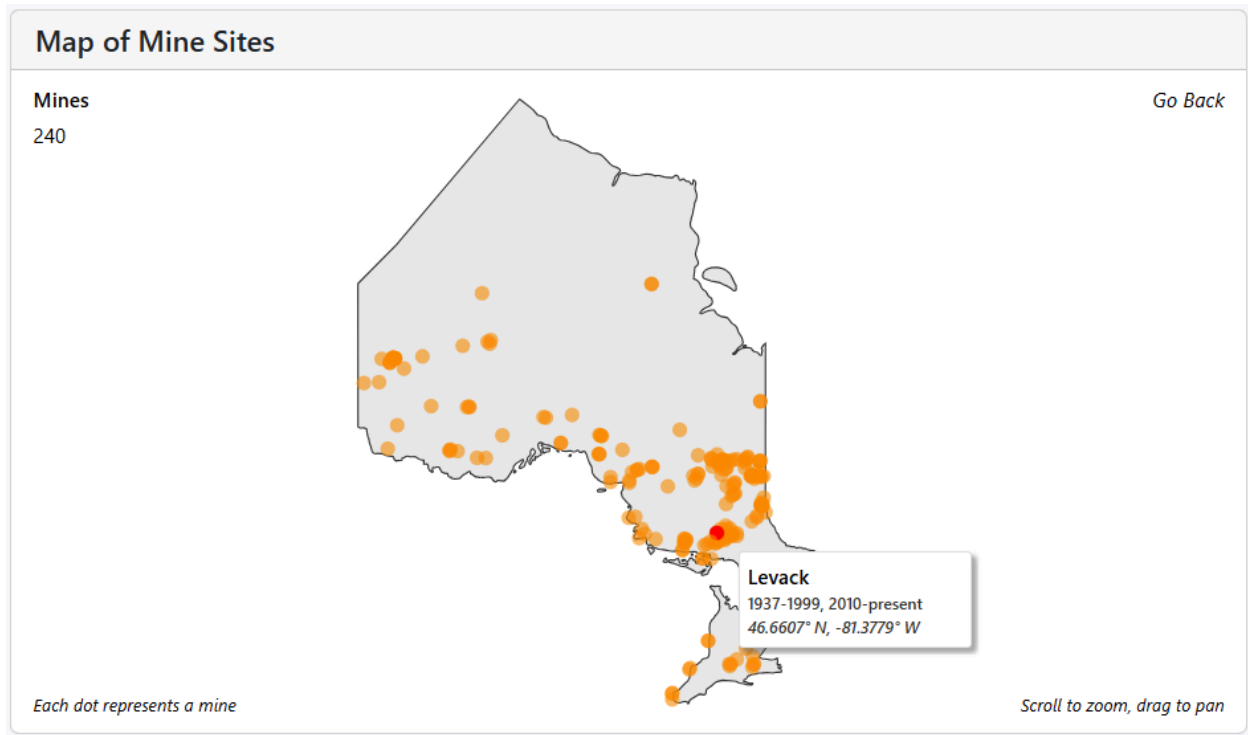 Map of Mine Sites
Mines
Go Back
240
Levack
1937-1999, 2010-present
46.6607° N, -81.3779° W
Each dot represents a mine
Scroll to zoom, drag to pan